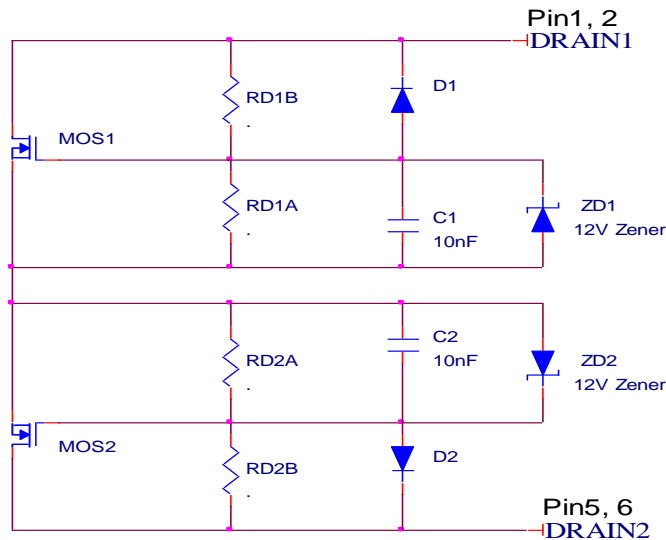 Pin1, 2
DRAIN1
D1
RD1B
.
MOS1
RD1A
.
C1
10nF
ZD1
12V Zener
C2
10nF
RD2A
.
ZD2
12V Zener
MOS2
RD2B
.
D2
Pin5, 6
DRAIN2